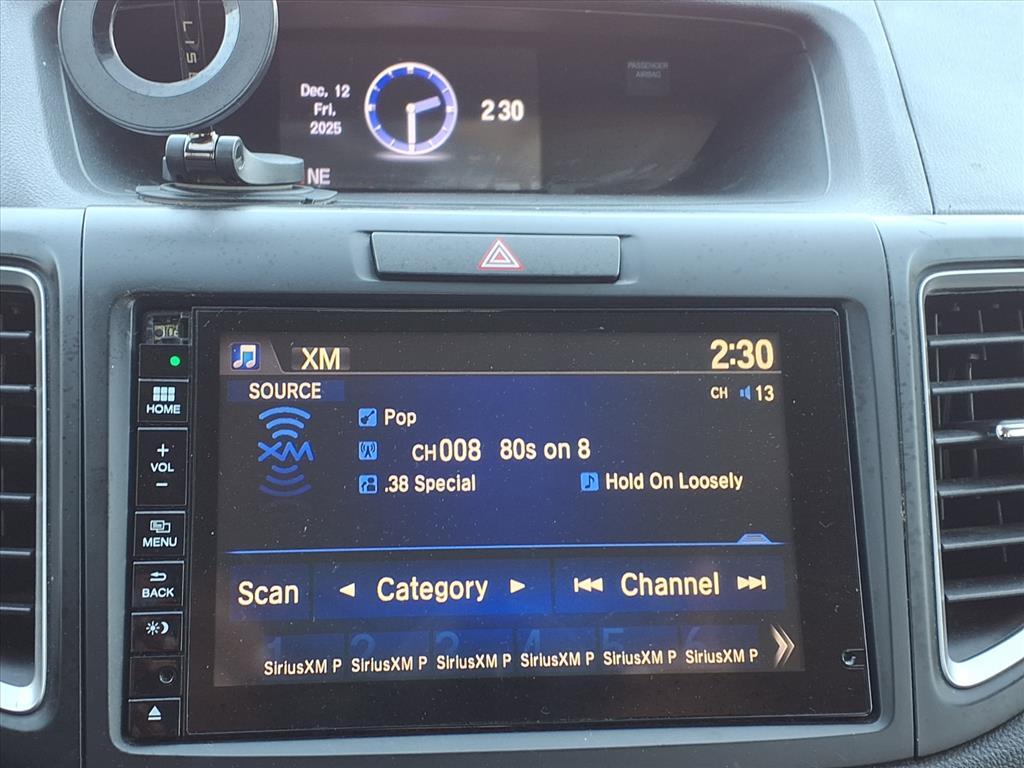 LISE
PASSENGER
AIRBAG
Dec, 12
Fri,
2025
2 30
NE
XM
2:30
SOURCE
CH 13
HOME
Pop
XM
CH008 80s on 8
+
VOL
−
.38 Special
Hold On Loosely
MENU
BACK
Scan
Category
Channel
1 2 3 4 5 6
SiriusXM P SiriusXM P SiriusXM P SiriusXM P SiriusXM P SiriusXM P